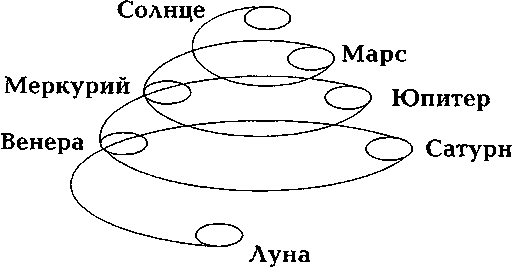 Солнце
Марс
Меркурий
Юпитер
Венера
Сатурн
Луна